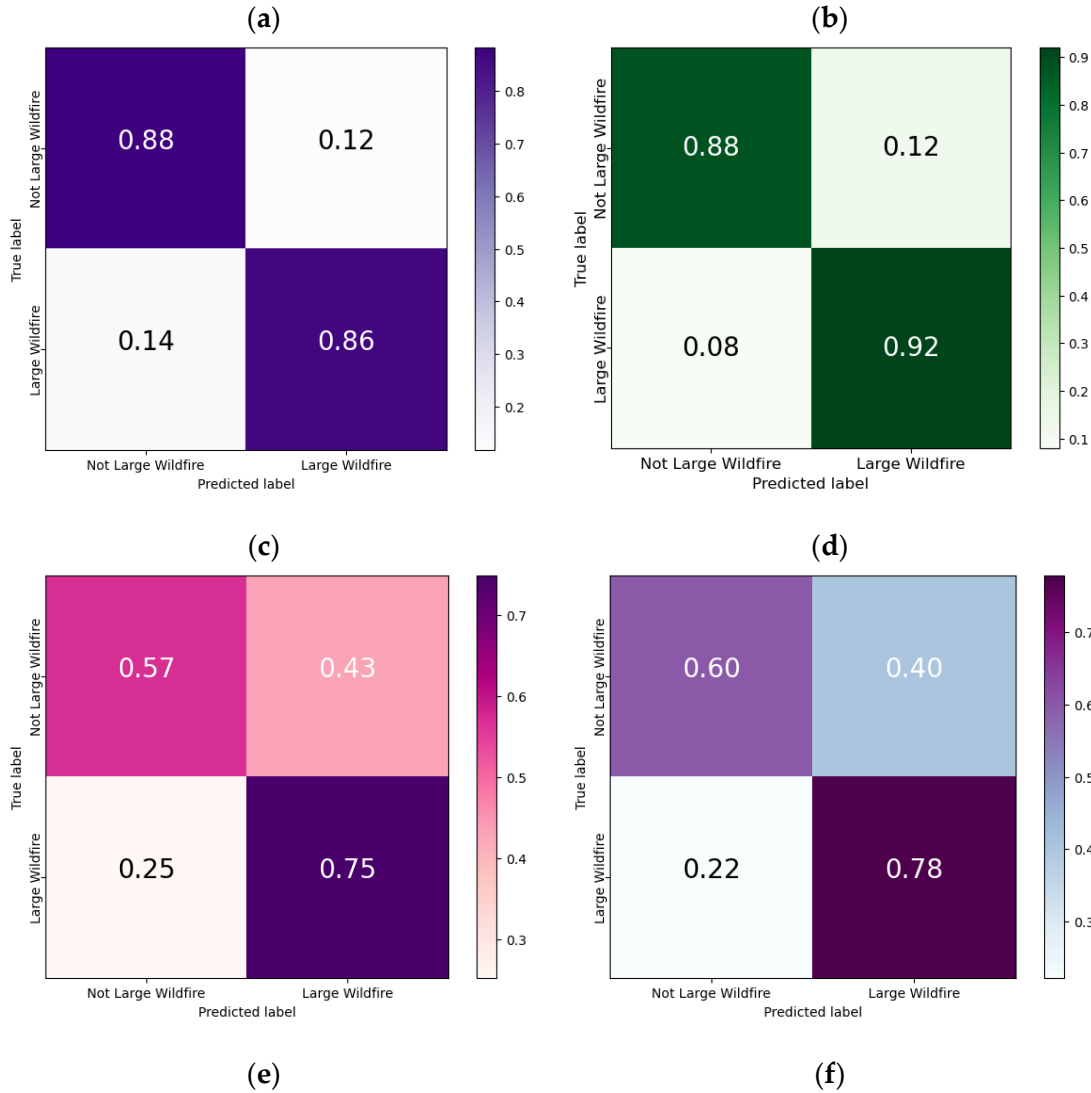 (a)
(b)
Not Large Wildfire
Large Wildfire
True label
0.88
0.12
0.14
0.86
Not Large Wildfire
Large Wildfire
Predicted label
0.8
0.7
0.6
0.5
0.4
0.3
0.2
Not Large Wildfire
Large Wildfire
True label
0.88
0.12
0.08
0.92
Not Large Wildfire
Large Wildfire
Predicted label
0.9
0.8
0.7
0.6
0.5
0.4
0.3
0.2
0.1
(c)
(d)
Not Large Wildfire
Large Wildfire
True label
0.57
0.43
0.25
0.75
Not Large Wildfire
Large Wildfire
Predicted label
0.7
0.6
0.5
0.4
0.3
Not Large Wildfire
Large Wildfire
True label
0.60
0.40
0.22
0.78
Not Large Wildfire
Large Wildfire
Predicted label
0.7
0.6
0.5
0.4
0.3
(e)
(f)